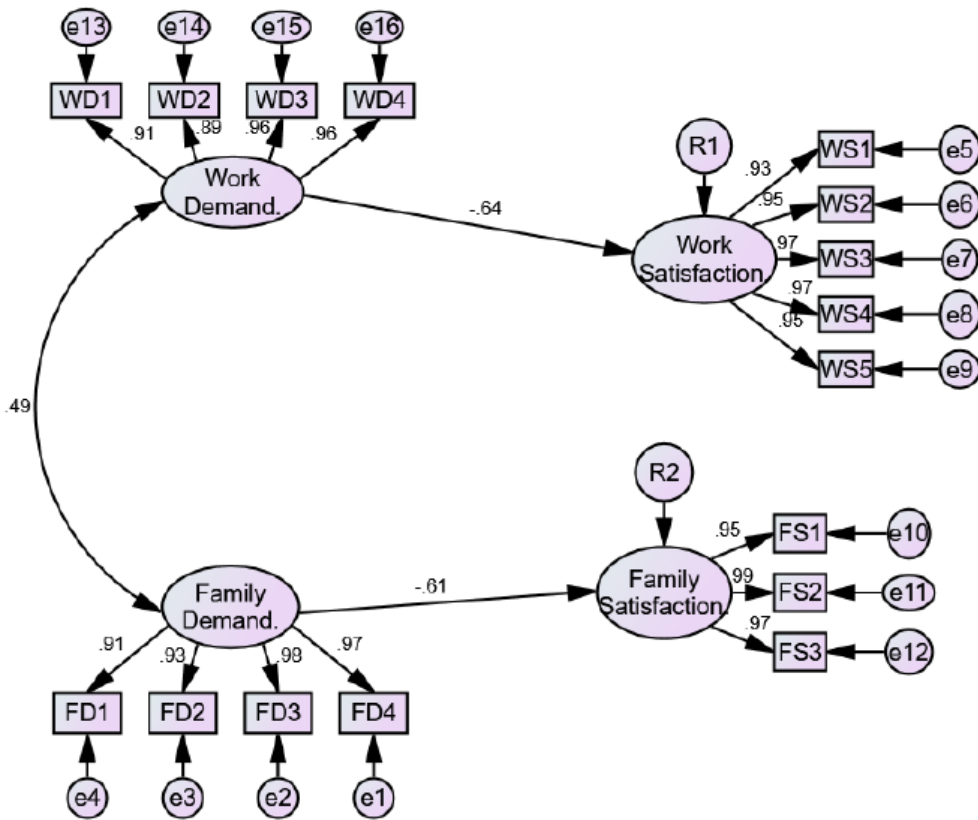 e13 e14 e15 e16
WD1 WD2 WD3 WD4
.91 .89 .96 .96
Work
Demand.
-.64
R1
Work
Satisfaction.
.93
.95
.97
.97
.95
WS1 e5
WS2 e6
WS3 e7
WS4 e8
WS5 e9
.49
R2
Family
Satisfaction.
.95
.99
.97
FS1 e10
FS2 e11
FS3 e12
Family
Demand.
-.61
.91 .93 .98 .97
FD1 FD2 FD3 FD4
e4 e3 e2 e1